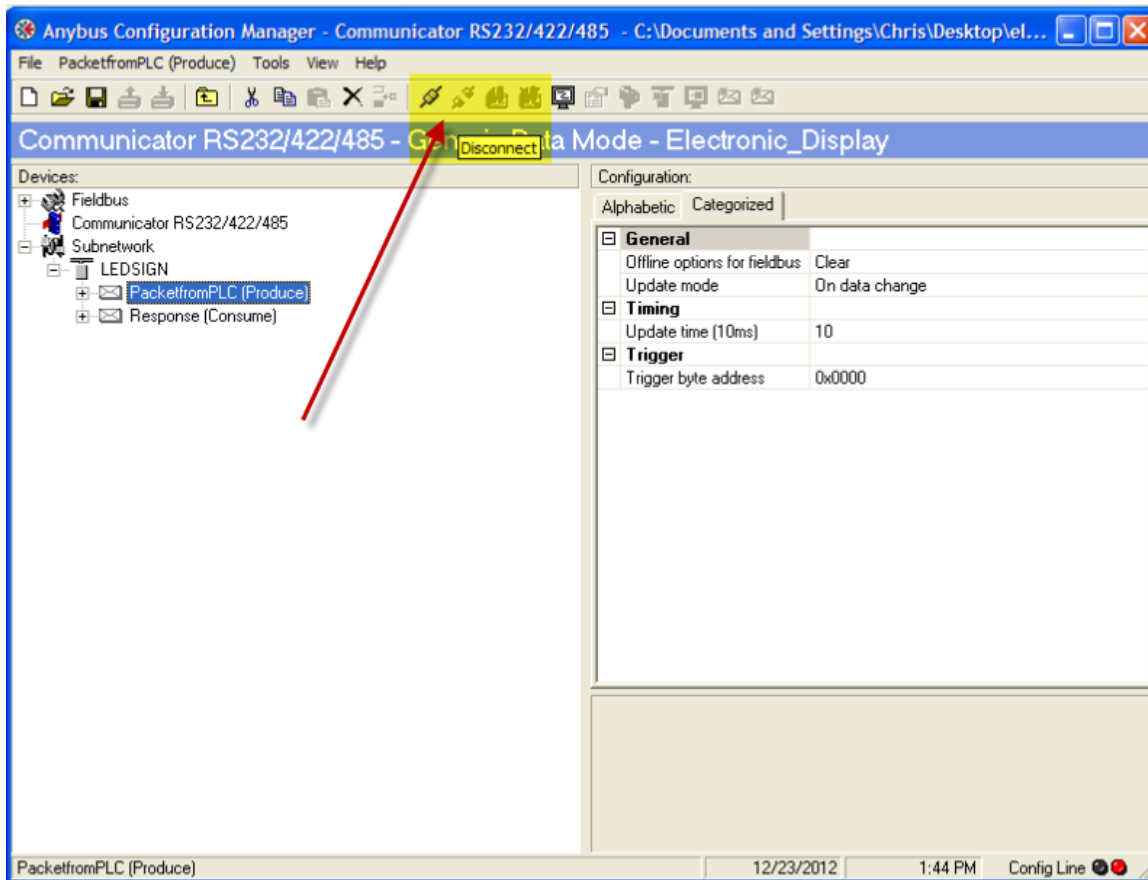 Anybus Configuration Manager - Communicator RS232/422/485 - C:\Documents and Settings\Chris\Desktop\el...
File PacketfromPLC (Produce) Tools View Help
Communicator RS232/422/485 - Gen Data Mode - Electronic_Display
Disconnect
Devices:
Fieldbus
Communicator RS232/422/485
Subnetwork
LEDSIGN
PacketfromPLC (Produce)
Response (Consume)
Configuration:
Alphabetic Categorized
General
Offline options for fieldbus Clear
Update mode On data change
Timing
Update time (10ms) 10
Trigger
Trigger byte address 0x0000
PacketfromPLC (Produce) 12/23/2012 1:44 PM Config Line